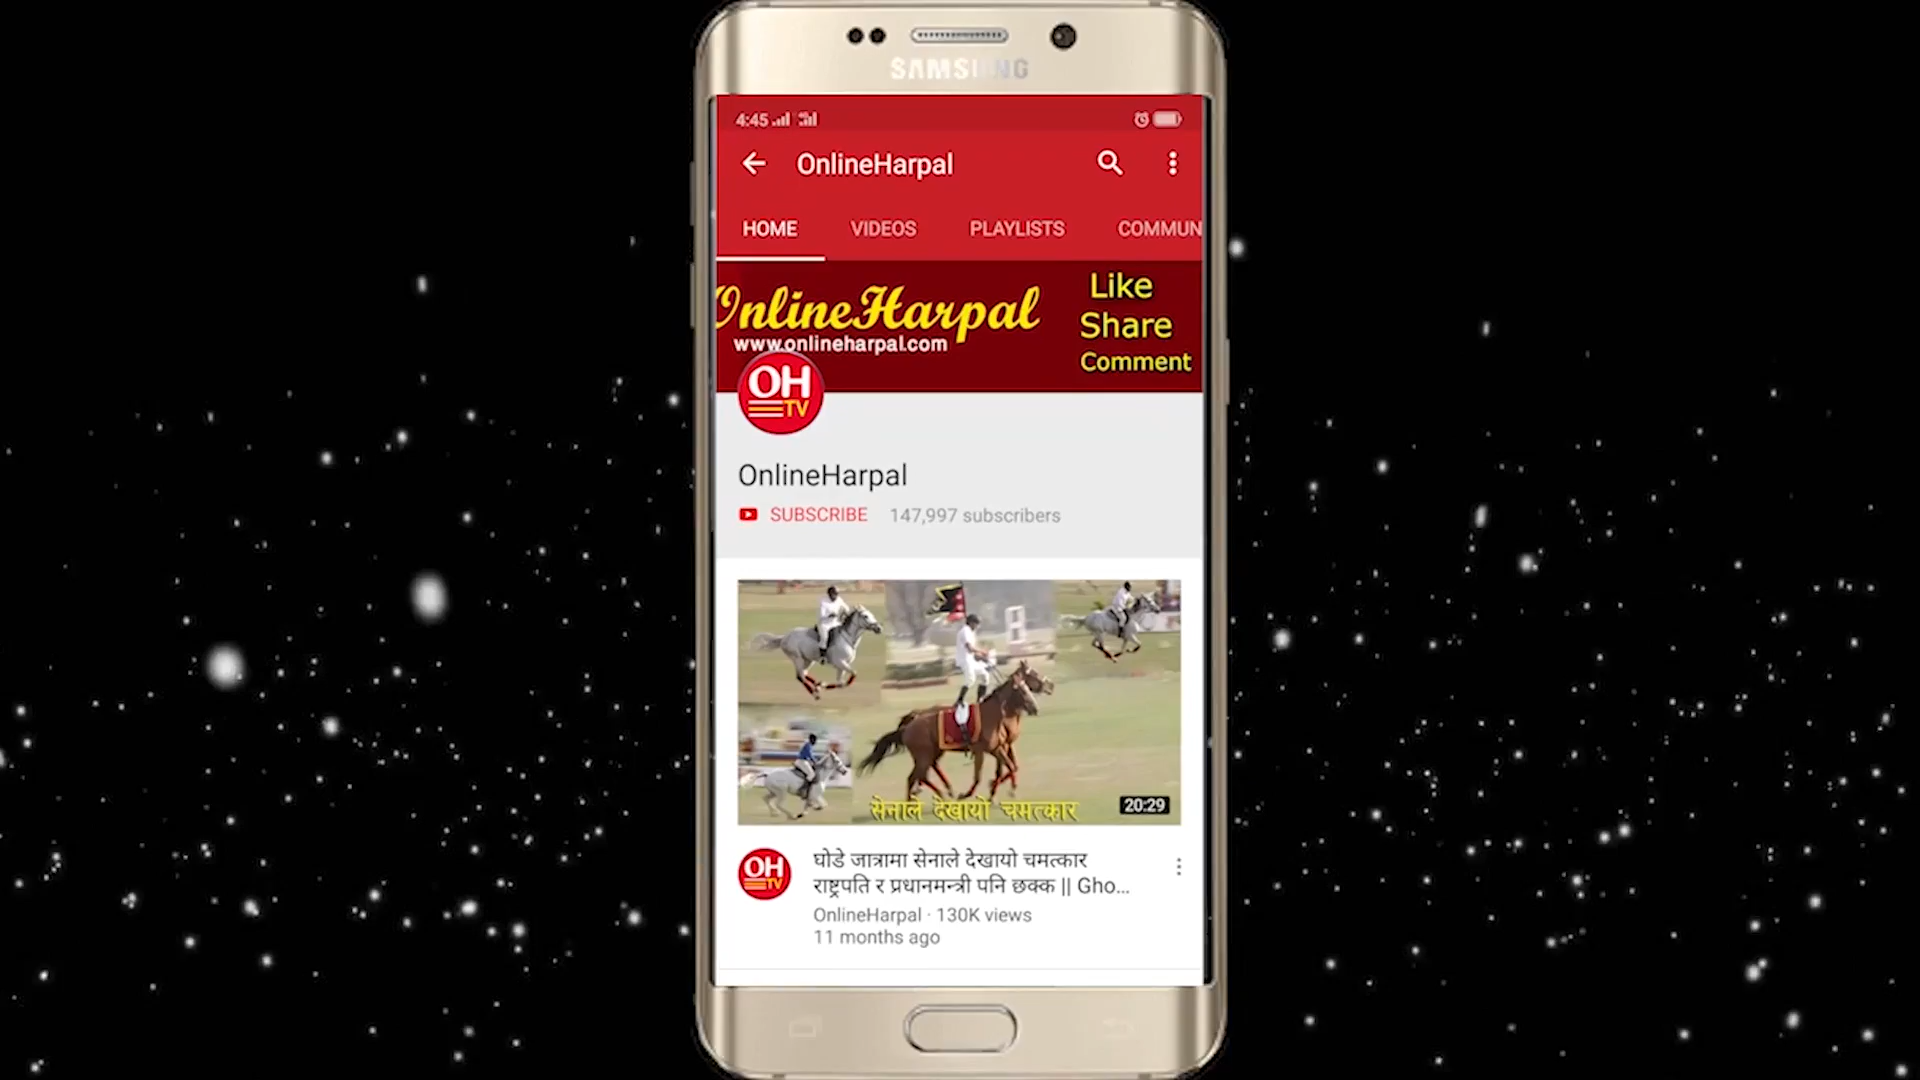 SAMSUNG
4:45
OnlineHarpal
HOME VIDEOS PLAYLISTS COMMUN
OnlineHarpal
www.onlineharpal.com
Like
Share
Comment
OH
TV
OnlineHarpal
SUBSCRIBE 147,997 subscribers
सेनाले देखायो चमत्कार
20:29
OH
TV
घोडे जात्रामा सेनाले देखायो चमत्कार
राष्ट्रपति र प्रधानमन्त्री पनि छक्क || Gho...
OnlineHarpal · 130K views
11 months ago